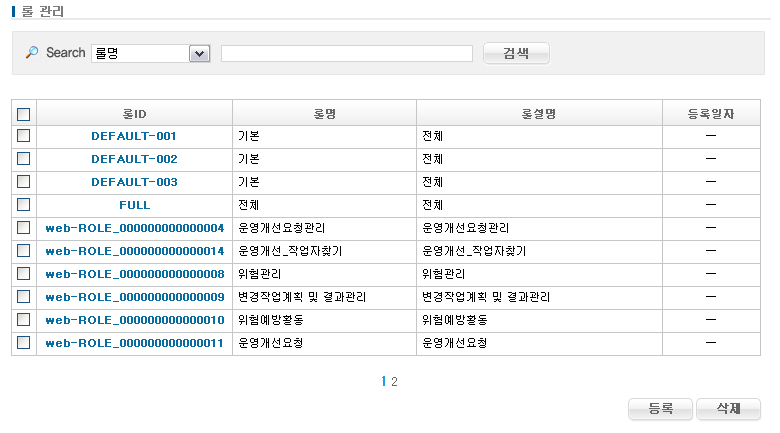 롤 관리
Search 롤명 검색
롤ID 롤명 롤설명 등록일자
DEFAULT-001 기본 전체 —
DEFAULT-002 기본 전체 —
DEFAULT-003 기본 전체 —
FULL 전체 전체 —
web-ROLE_000000000000004 운영개선요청관리 운영개선요청관리 —
web-ROLE_000000000000014 운영개선_작업자찾기 운영개선_작업자찾기 —
web-ROLE_000000000000008 위험관리 위험관리 —
web-ROLE_000000000000009 변경작업계획 및 결과관리 변경작업계획 및 결과관리 —
web-ROLE_000000000000010 위험예방활동 위험예방활동 —
web-ROLE_000000000000011 운영개선요청 운영개선요청 —
1 2
등록 삭제